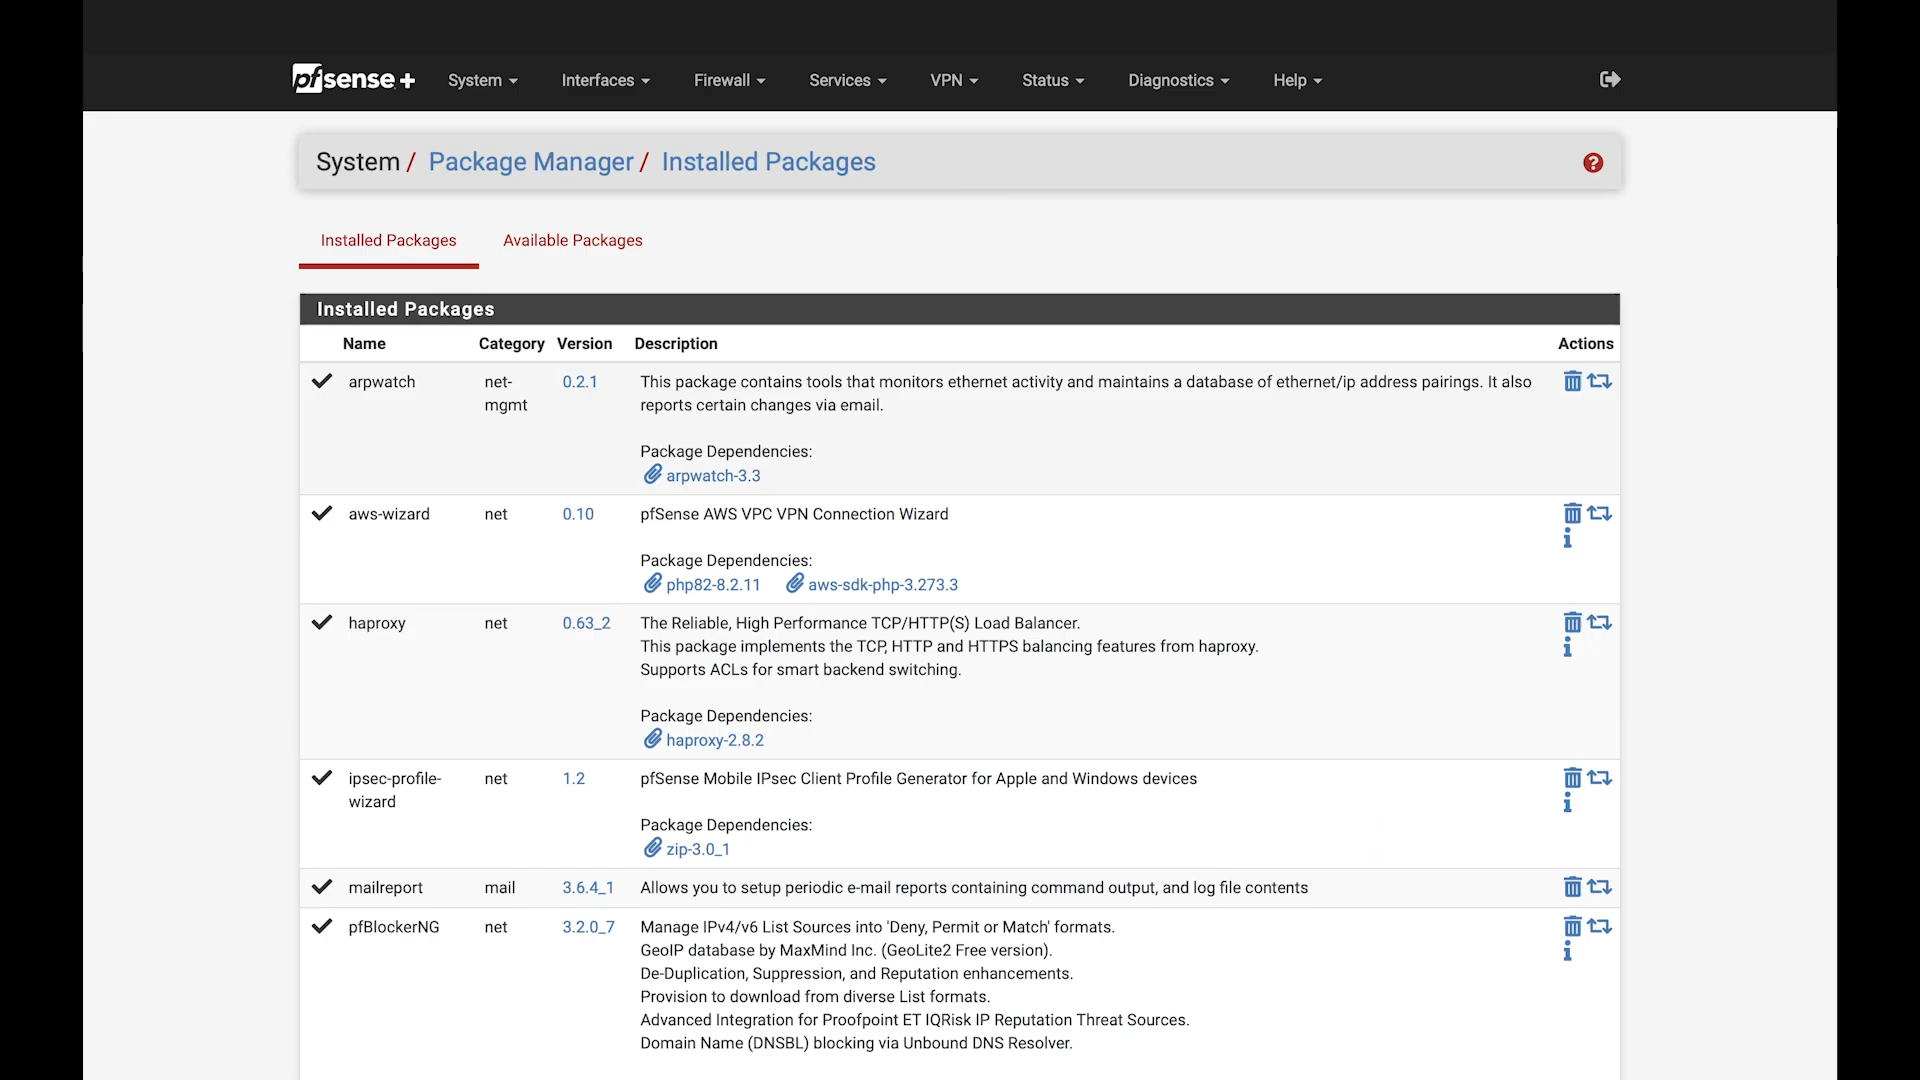 pfsense+ System Interfaces Firewall Services VPN Status Diagnostics Help
System / Package Manager / Installed Packages
Installed Packages Available Packages
Installed Packages
Name Category Version Description Actions
arpwatch net- 0.2.1 This package contains tools that monitors ethernet activity and maintains a database of ethernet/ip address pairings. It also
mgmt reports certain changes via email.
Package Dependencies:
arpwatch-3.3
aws-wizard net 0.10 pfSense AWS VPC VPN Connection Wizard
Package Dependencies:
php82-8.2.11 aws-sdk-php-3.273.3
haproxy net 0.63_2 The Reliable, High Performance TCP/HTTP(S) Load Balancer.
This package implements the TCP, HTTP and HTTPS balancing features from haproxy.
Supports ACLs for smart backend switching.
Package Dependencies:
haproxy-2.8.2
ipsec-profile- net 1.2 pfSense Mobile IPsec Client Profile Generator for Apple and Windows devices
wizard
Package Dependencies:
zip-3.0_1
mailreport mail 3.6.4_1 Allows you to setup periodic e-mail reports containing command output, and log file contents
pfBlockerNG net 3.2.0_7 Manage IPv4/v6 List Sources into 'Deny, Permit or Match' formats.
GeoIP database by MaxMind Inc. (GeoLite2 Free version).
De-Duplication, Suppression, and Reputation enhancements.
Provision to download from diverse List formats.
Advanced Integration for Proofpoint ET IQRisk IP Reputation Threat Sources.
Domain Name (DNSBL) blocking via Unbound DNS Resolver.